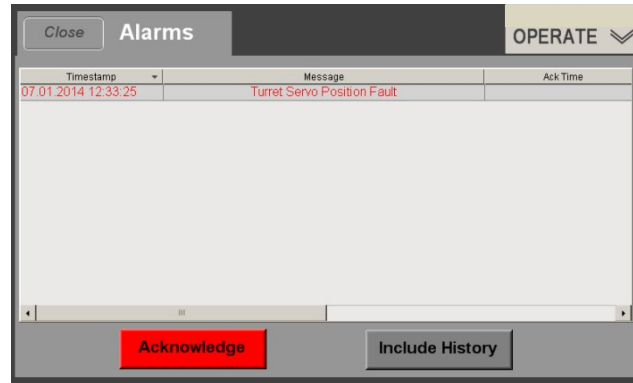 Close Alarms
OPERATE
Timestamp Message Ack Time
07.01.2014 12:33:25 Turret Servo Position Fault
Acknowledge Include History